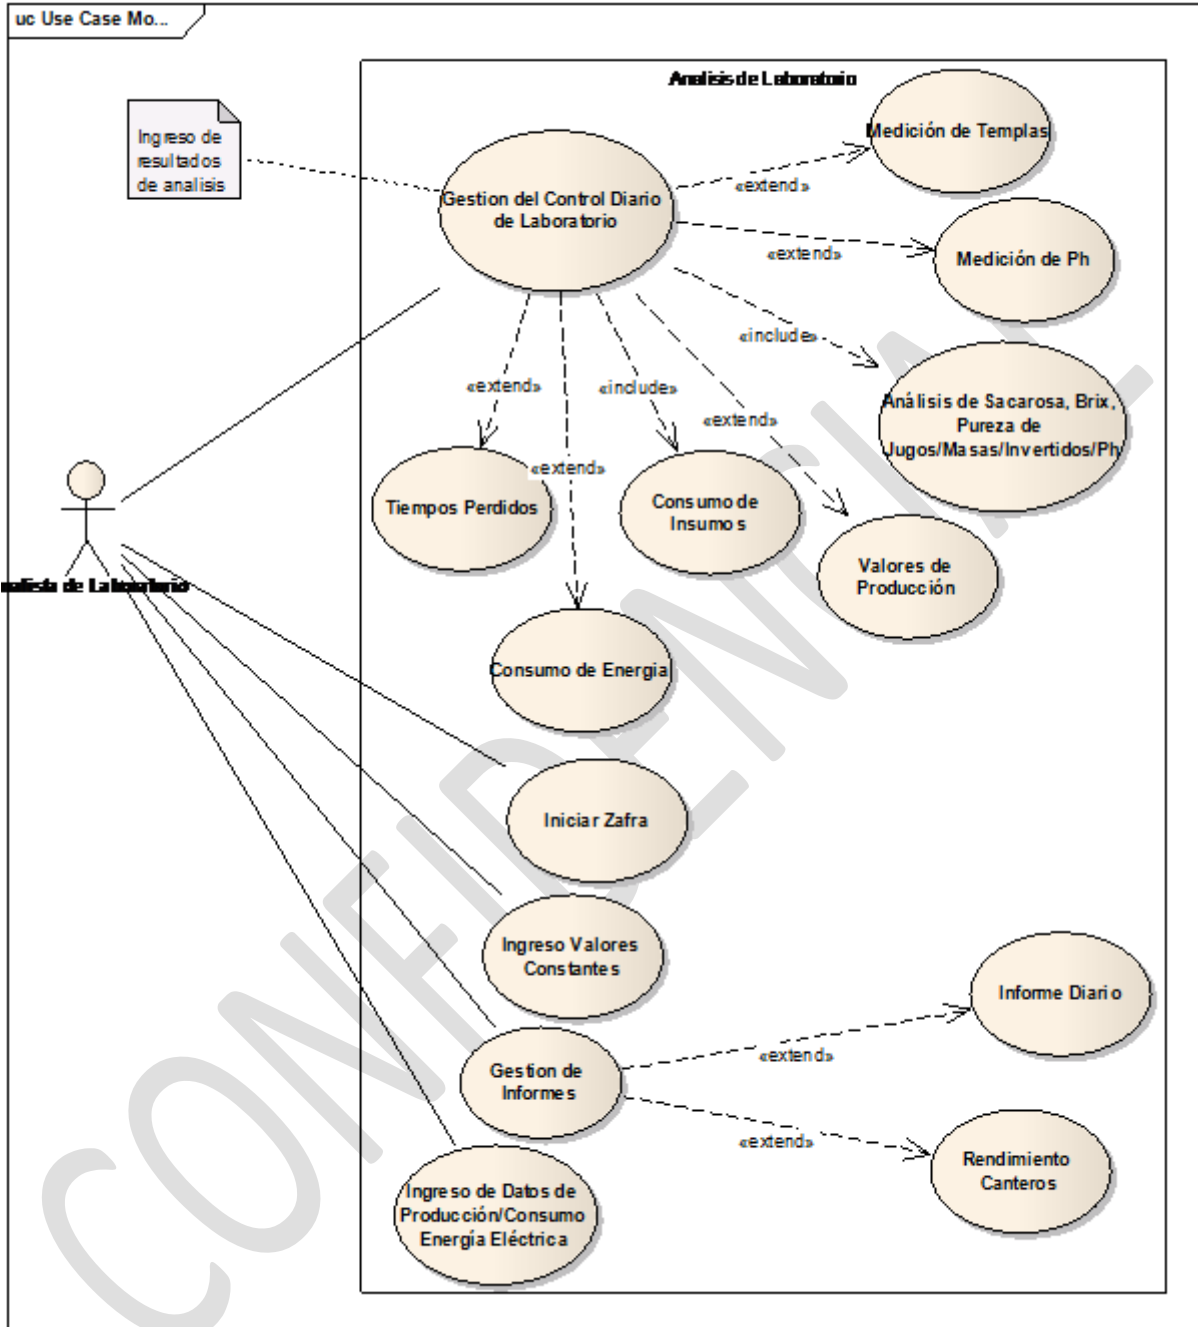 uc Use Case Mo...
Analisis de Laboratorio
Ingreso de
resultados
de analisis
Gestion del Control Diario
de Laboratorio
Medición de Templas
«extend»
Medición de Ph
«extend»
«include»
Análisis de Sacarosa, Brix,
Pureza de
Jugos/Masas/Invertidos/Ph
«extend»
«include»
«extend»
«extend»
Tiempos Perdidos
Consumo de
Insumos
Valores de
Producción
Consumo de Energia
nalista de Laboratorio
Iniciar Zafra
Ingreso Valores
Constantes
Gestion de
Informes
Informe Diario
«extend»
«extend»
Rendimiento
Canteros
Ingreso de Datos de
Producción/Consumo
Energía Eléctrica
CONFIDENCIAL